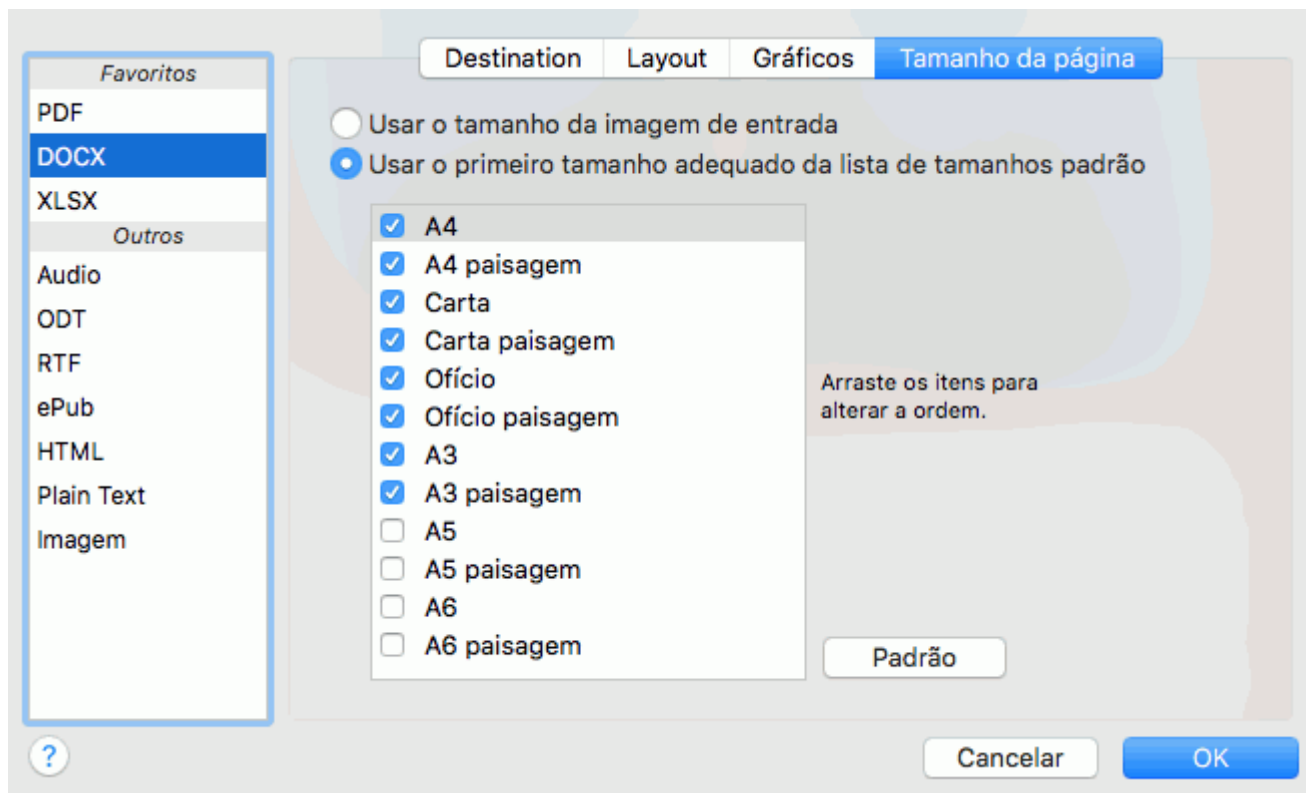 Destination Layout Gráficos Tamanho da página
Favoritos
PDF
DOCX
XLSX
Outros
Audio
ODT
RTF
ePub
HTML
Plain Text
Imagem
Usar o tamanho da imagem de entrada
Usar o primeiro tamanho adequado da lista de tamanhos padrão
A4
A4 paisagem
Carta
Carta paisagem
Ofício
Ofício paisagem
A3
A3 paisagem
A5
A5 paisagem
A6
A6 paisagem
Arraste os itens para
alterar a ordem.
Padrão
?
Cancelar
OK